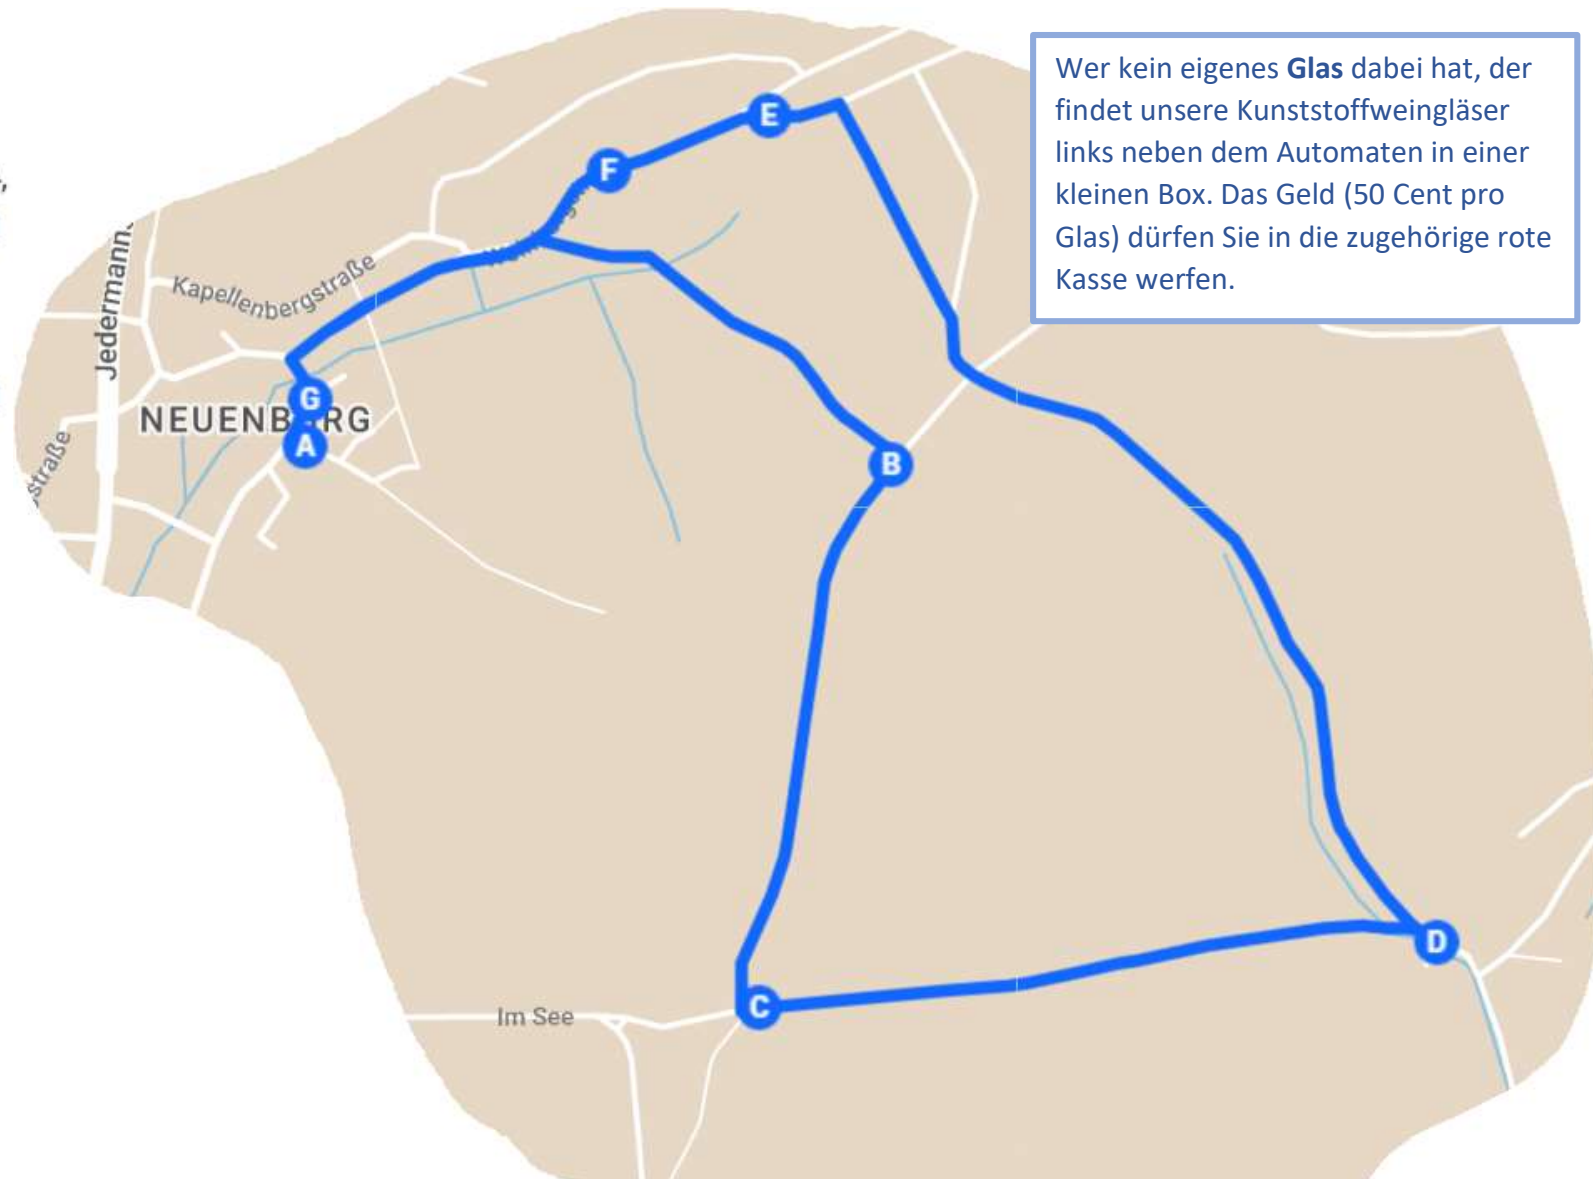 Wer kein eigenes Glas dabei hat, der
findet unsere Kunststoffweingläser
links neben dem Automaten in einer
kleinen Box. Das Geld (50 Cent pro
Glas) dürfen Sie in die zugehörige rote
Kasse werfen.
E
F
Kapellenbergstraße
G
NEUENB RG
A
B
straße
D
C
Im See